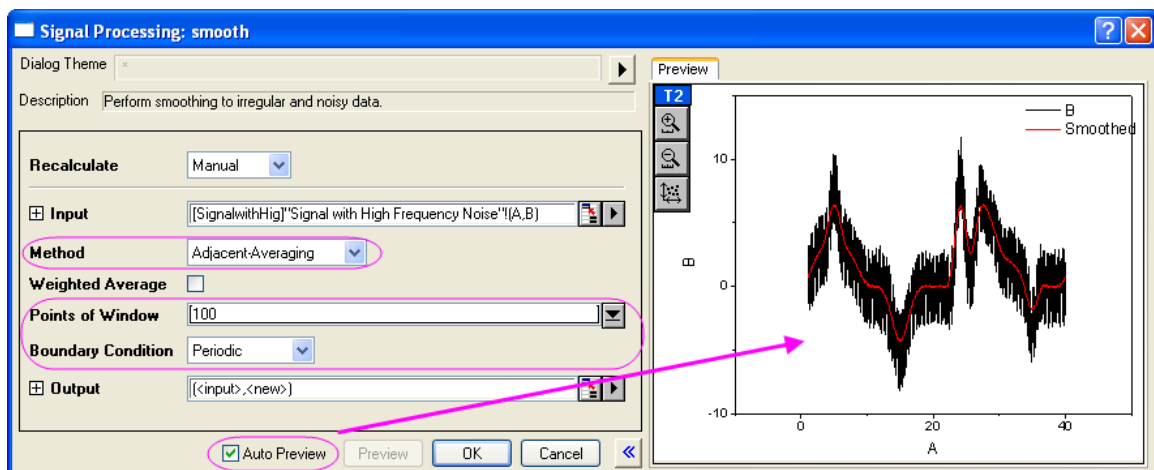 Signal Processing: smooth
Dialog Theme *
Description Perform smoothing to irregular and noisy data.
Recalculate Manual
Input [SignalwithHig]"Signal with High Frequency Noise"!(A,B)
Method Adjacent-Averaging
Weighted Average
Points of Window 100
Boundary Condition Periodic
Output (<input>,<new>)
Auto Preview Preview OK Cancel
Preview
T2
B
Smoothed
10
0
-10
B
0 20 40
A